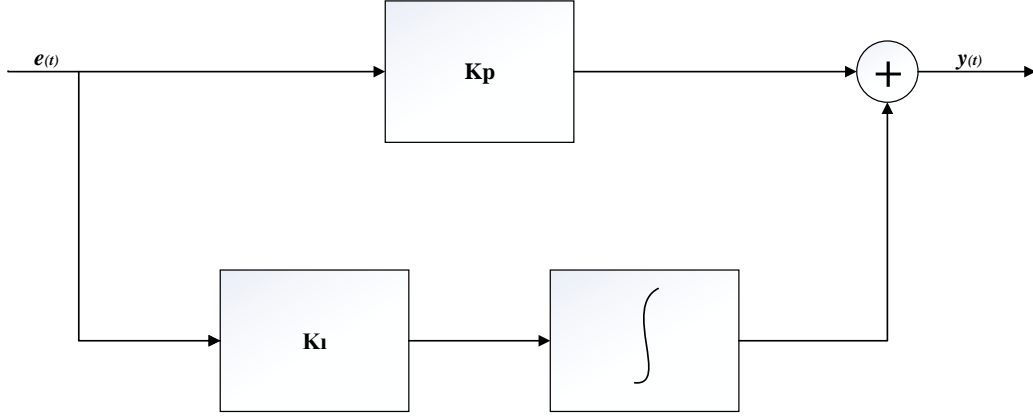 e(t)
Kp
+
y(t)
Kı
∫